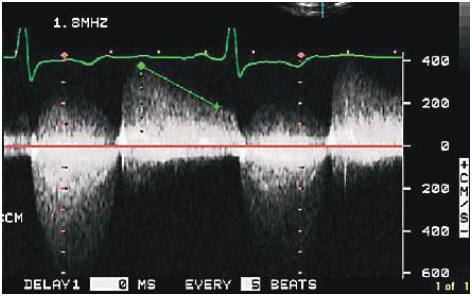 1.8MHZ
400
200
0
200
400
600
+
CM/S
-
:CM
DELAY1 0 MS EVERY 5 BEATS
1 of 1